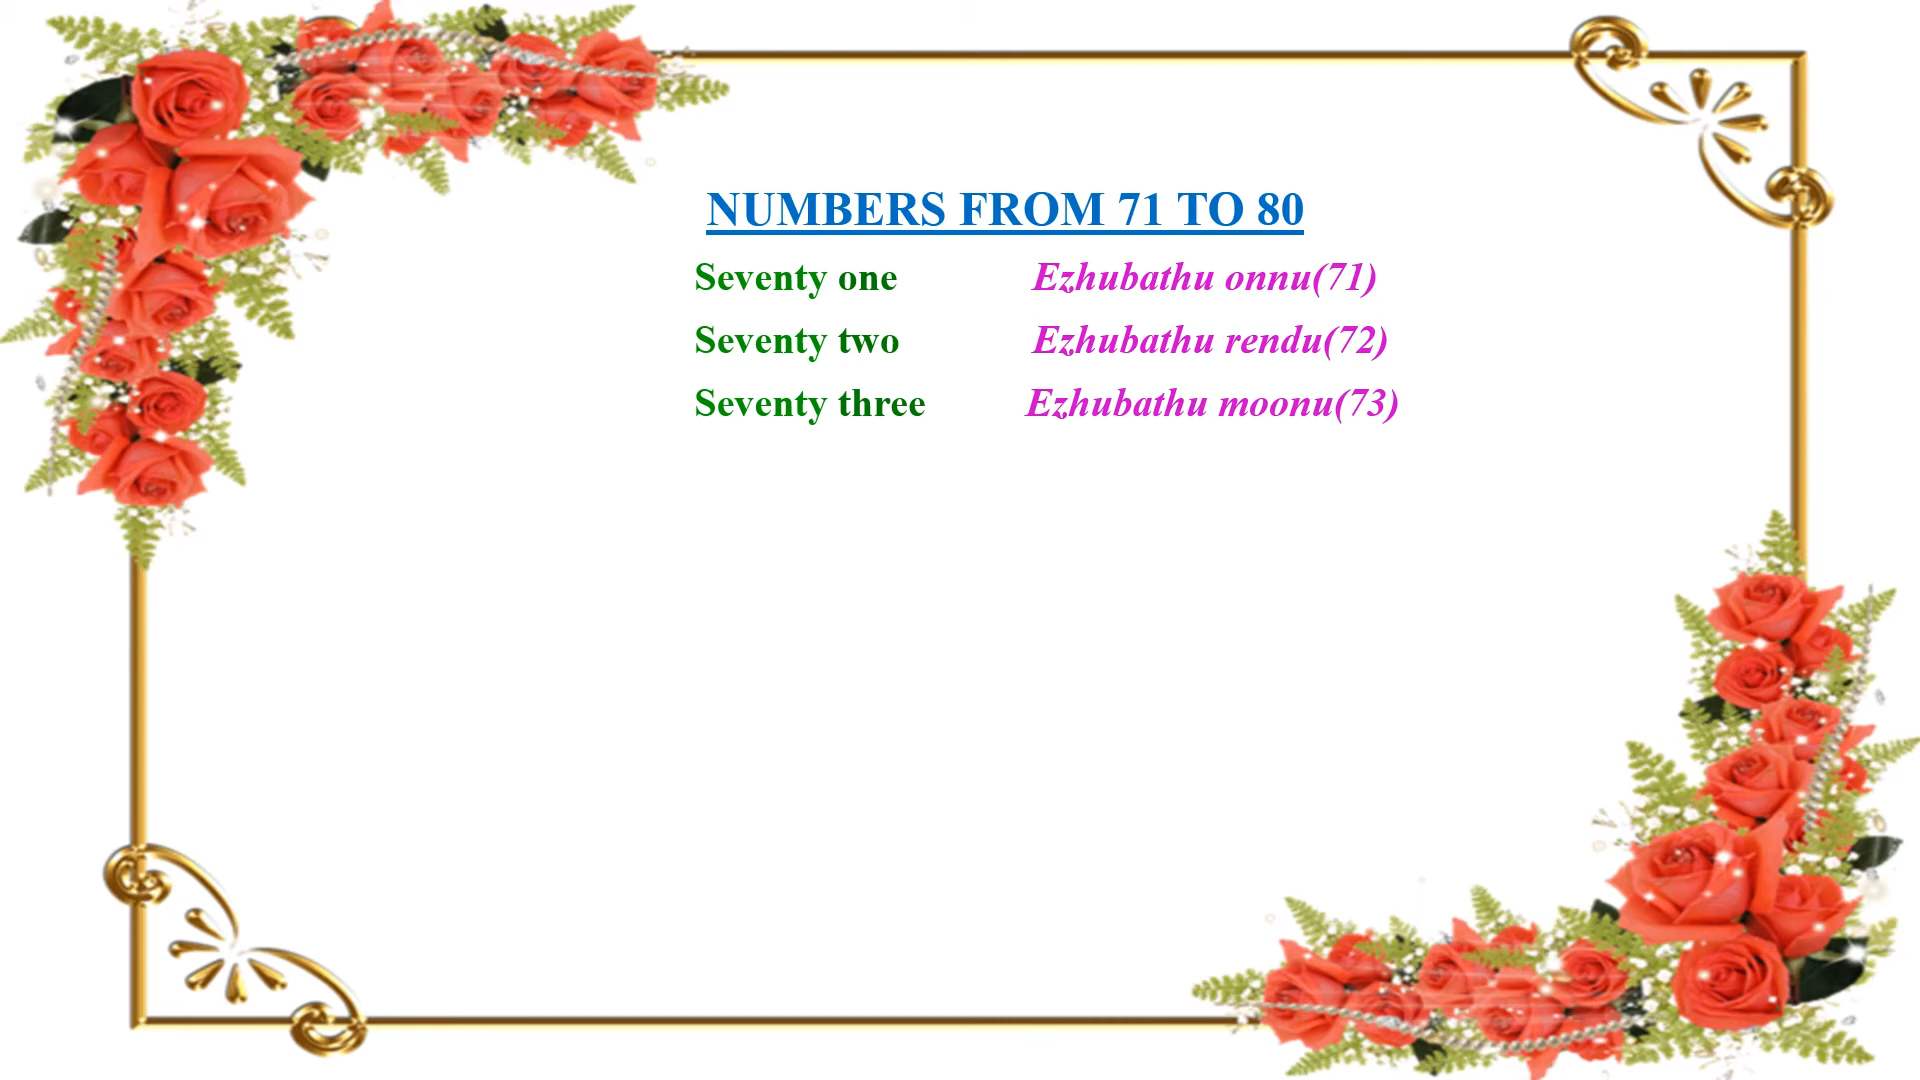 NUMBERS FROM 71 TO 80
Seventy one Ezhubathu onnu(71)
Seventy two Ezhubathu rendu(72)
Seventy three Ezhubathu moonu(73)